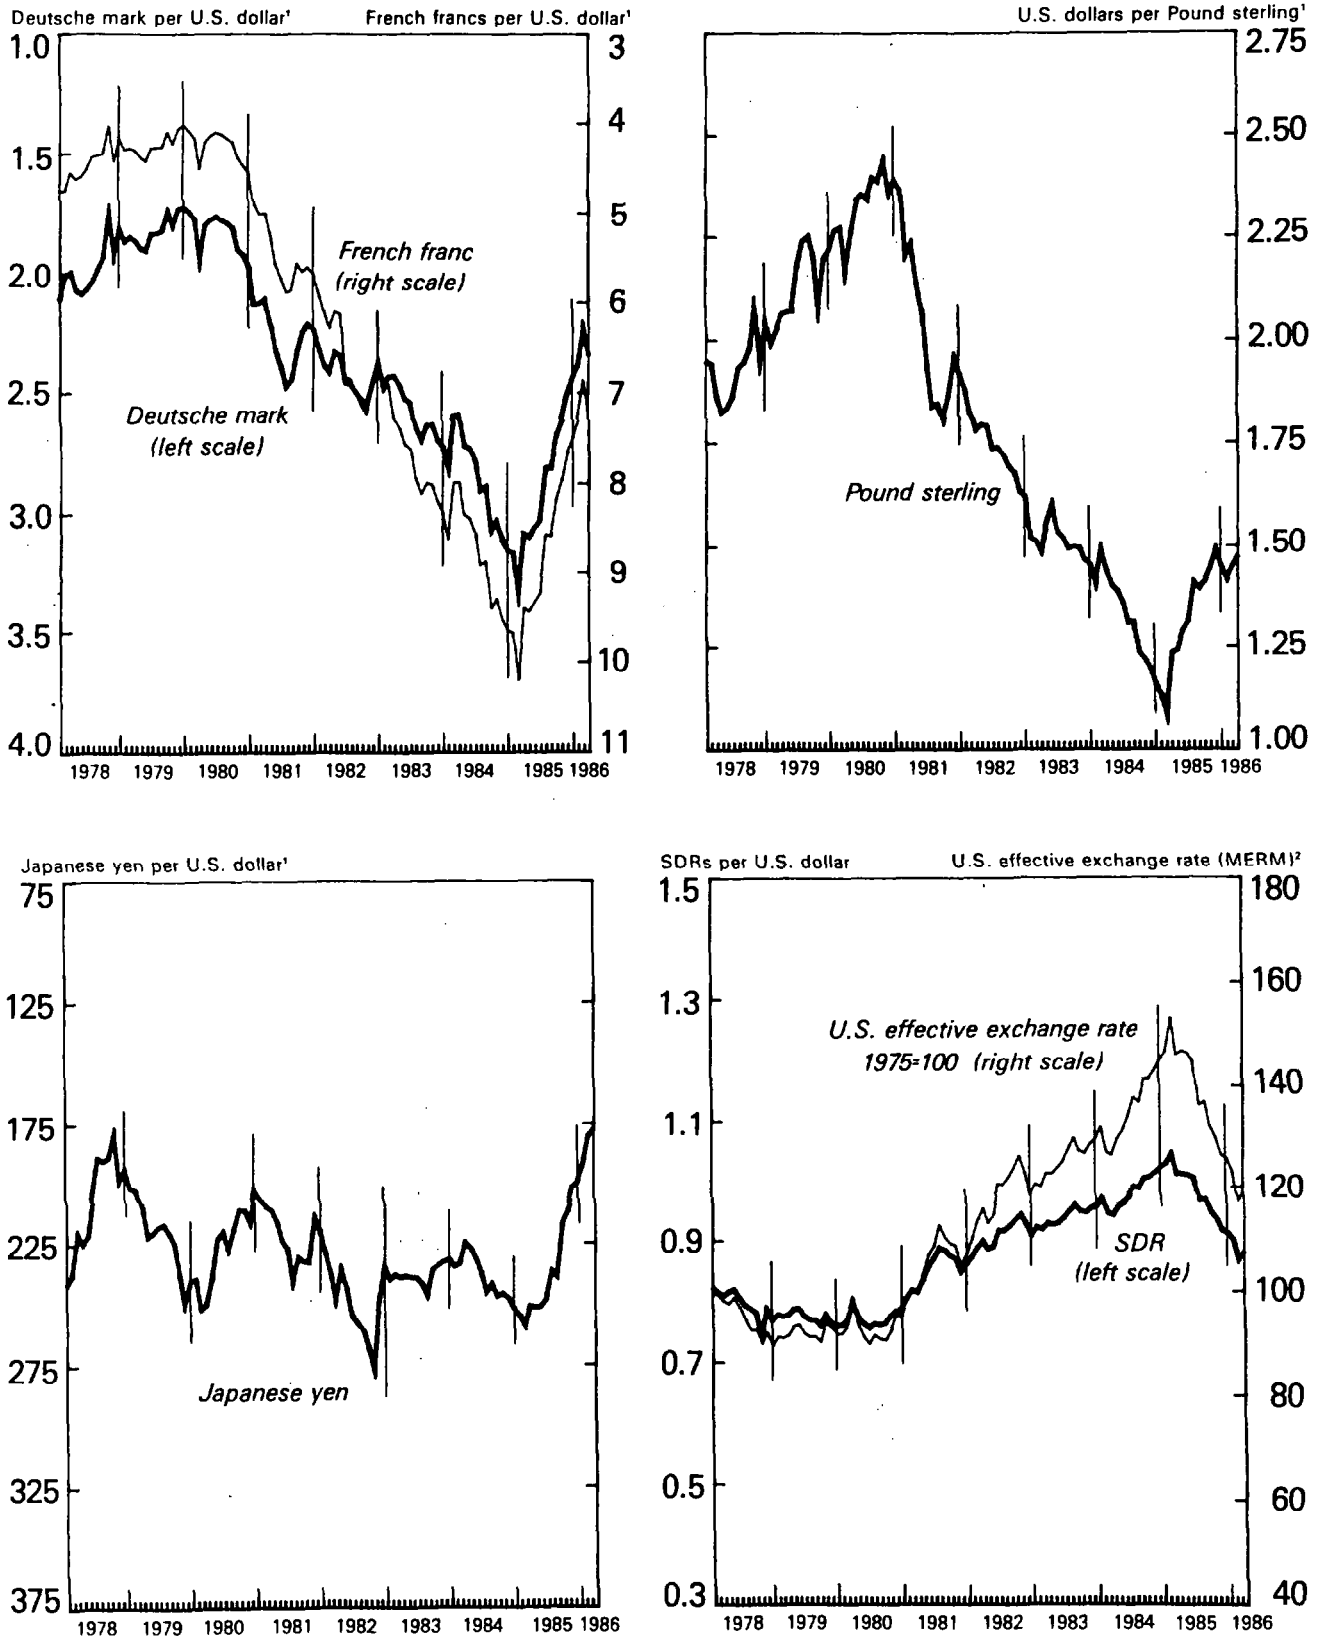 Deutsche mark per U.S. dollar¹ French francs per U.S. dollar¹
1.0 3
4
1.5
5
2.0
French franc
(right scale)
6
2.5 7
Deutsche mark
(left scale)
8
3.0
9
3.5
10
4.0 11
1978 1979 1980 1981 1982 1983 1984 1985 1986
U.S. dollars per Pound sterling¹
2.75
2.50
2.25
2.00
1.75
Pound sterling
1.50
1.25
1.00
1978 1979 1980 1981 1982 1983 1984 1985 1986
Japanese yen per U.S. dollar¹
75
125
175
225
275
Japanese yen
325
375
1978 1979 1980 1981 1982 1983 1984 1985 1986
SDRs per U.S. dollar U.S. effective exchange rate (MERM)²
1.5 180
160
1.3
U.S. effective exchange rate
1975=100 (right scale)
140
1.1
120
0.9
SDR
(left scale)
100
0.7
80
0.5
60
0.3 40
1978 1979 1980 1981 1982 1983 1984 1985 1986